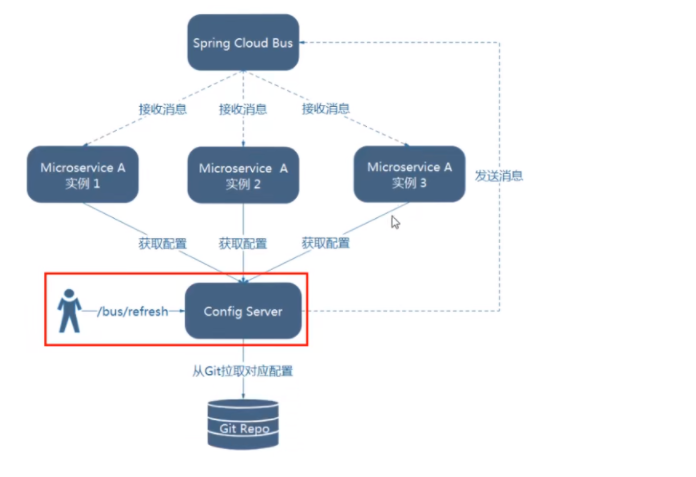 Spring Cloud Bus
接收消息
接收消息
接收消息
Microservice A
实例 1
Microservice A
实例 2
Microservice A
实例 3
发送消息
获取配置
获取配置
获取配置
/bus/refresh
Config Server
从Git拉取对应配置
Git Repo